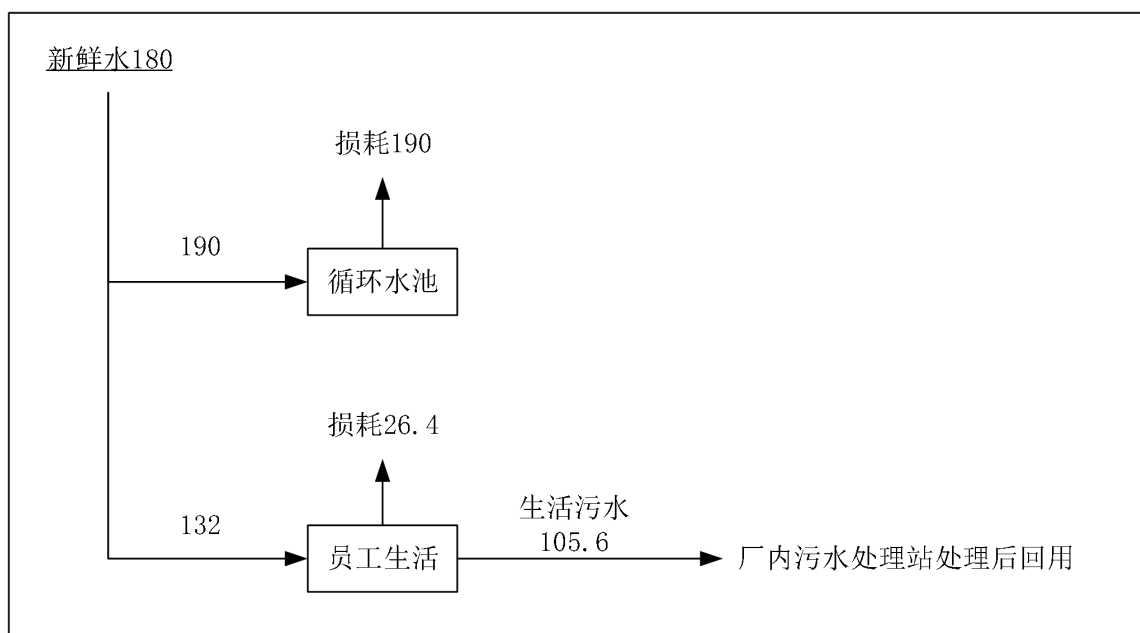 新鲜水180
损耗190
190
循环水池
损耗26.4
132
员工生活
生活污水
105.6
厂内污水处理站处理后回用